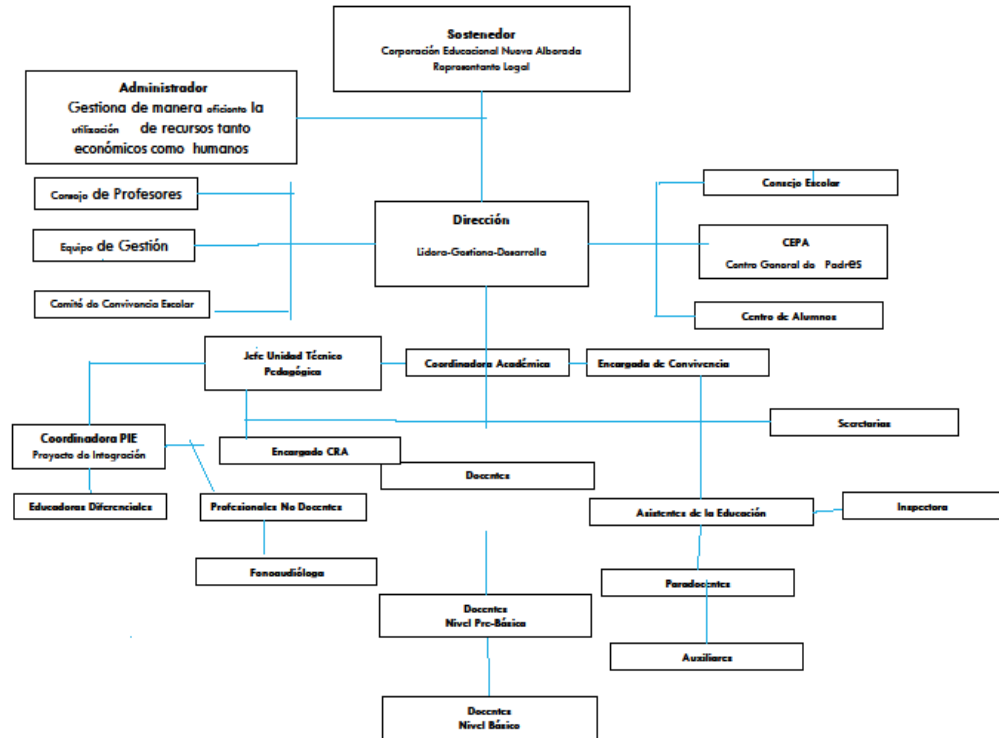 Sostenedor
Corporación Educacional Nueva Alborada
Representante Legal
Administrador
Gestiona de manera eficiente la
utilización de recursos tanto
económicos como humanos
Consejo de Profesores
Equipo de Gestión
Comité de Convivencia Escolar
Dirección
Lidera-Gestiona-Desarrolla
Consejo Escolar
CEPA
Centro General de Padres
Centro de Alumnos
Jefe Unidad Técnico
Pedagógica
Coordinadora Académica
Encargada de Convivencia
Secretarias
Coordinadora PIE
Proyecto de Integración
Encargado CRA
Docentes
Educadoras Diferenciales
Profesionales No Docentes
Asistentes de la Educación
Inspectora
Fonoaudióloga
Paradocentes
Docentes
Nivel Pre-Básica
Auxiliares
Docentes
Nivel Básico